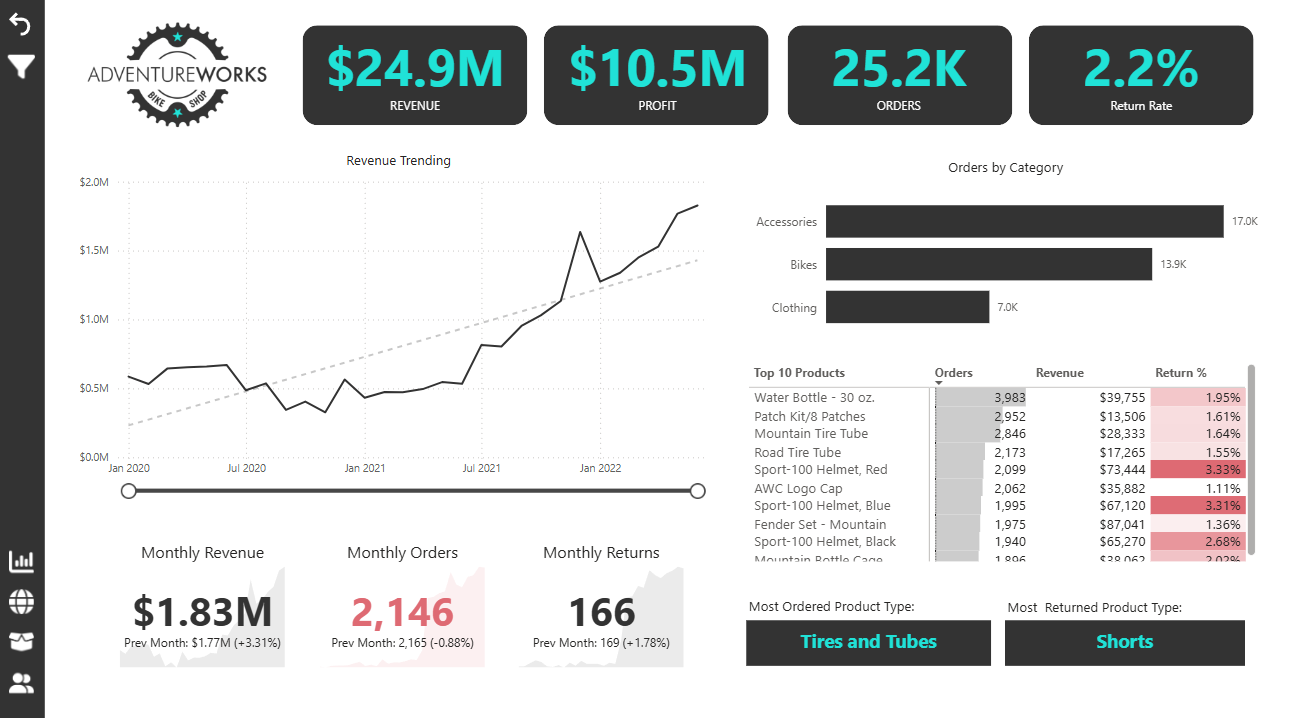 ADVENTUREWORKS
BIKE SHOP
$24.9M
REVENUE
$10.5M
PROFIT
25.2K
ORDERS
2.2%
Return Rate
Revenue Trending
$2.0M
$1.5M
$1.0M
$0.5M
$0.0M
Jan 2020 Jul 2020 Jan 2021 Jul 2021 Jan 2022
Orders by Category
Accessories 17.0K
Bikes 13.9K
Clothing 7.0K
Top 10 Products Orders Revenue Return %
Water Bottle - 30 oz. 3,983 $39,755 1.95%
Patch Kit/8 Patches 2,952 $13,506 1.61%
Mountain Tire Tube 2,846 $28,333 1.64%
Road Tire Tube 2,173 $17,265 1.55%
Sport-100 Helmet, Red 2,099 $73,444 3.33%
AWC Logo Cap 2,062 $35,882 1.11%
Sport-100 Helmet, Blue 1,995 $67,120 3.31%
Fender Set - Mountain 1,975 $87,041 1.36%
Sport-100 Helmet, Black 1,940 $65,270 2.68%
Mountain Bottle Cage 1,896 $38,062 2.02%
Monthly Revenue
$1.83M
Prev Month: $1.77M (+3.31%)
Monthly Orders
2,146
Prev Month: 2,165 (-0.88%)
Monthly Returns
166
Prev Month: 169 (+1.78%)
Most Ordered Product Type:
Tires and Tubes
Most Returned Product Type:
Shorts